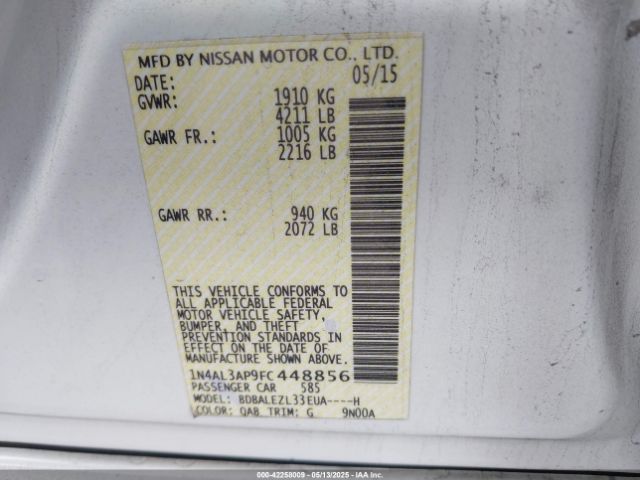 MFD BY NISSAN MOTOR CO., LTD.
DATE: 05/15
GVWR: 1910 KG
4211 LB
GAWR FR.: 1005 KG
2216 LB
GAWR RR.: 940 KG
2072 LB
THIS VEHICLE CONFORMS TO
ALL APPLICABLE FEDERAL
MOTOR VEHICLE SAFETY,
BUMPER, AND THEFT
PREVENTION STANDARDS IN
EFFECT ON THE DATE OF
MANUFACTURE SHOWN ABOVE.
1N4AL3AP9FC448856
PASSENGER CAR 585
MODEL: BDBALEZL33EUA----H
COLOR: QAB TRIM: G 9N00A
000-42258009 - 05/13/2025 - IAAI.COM